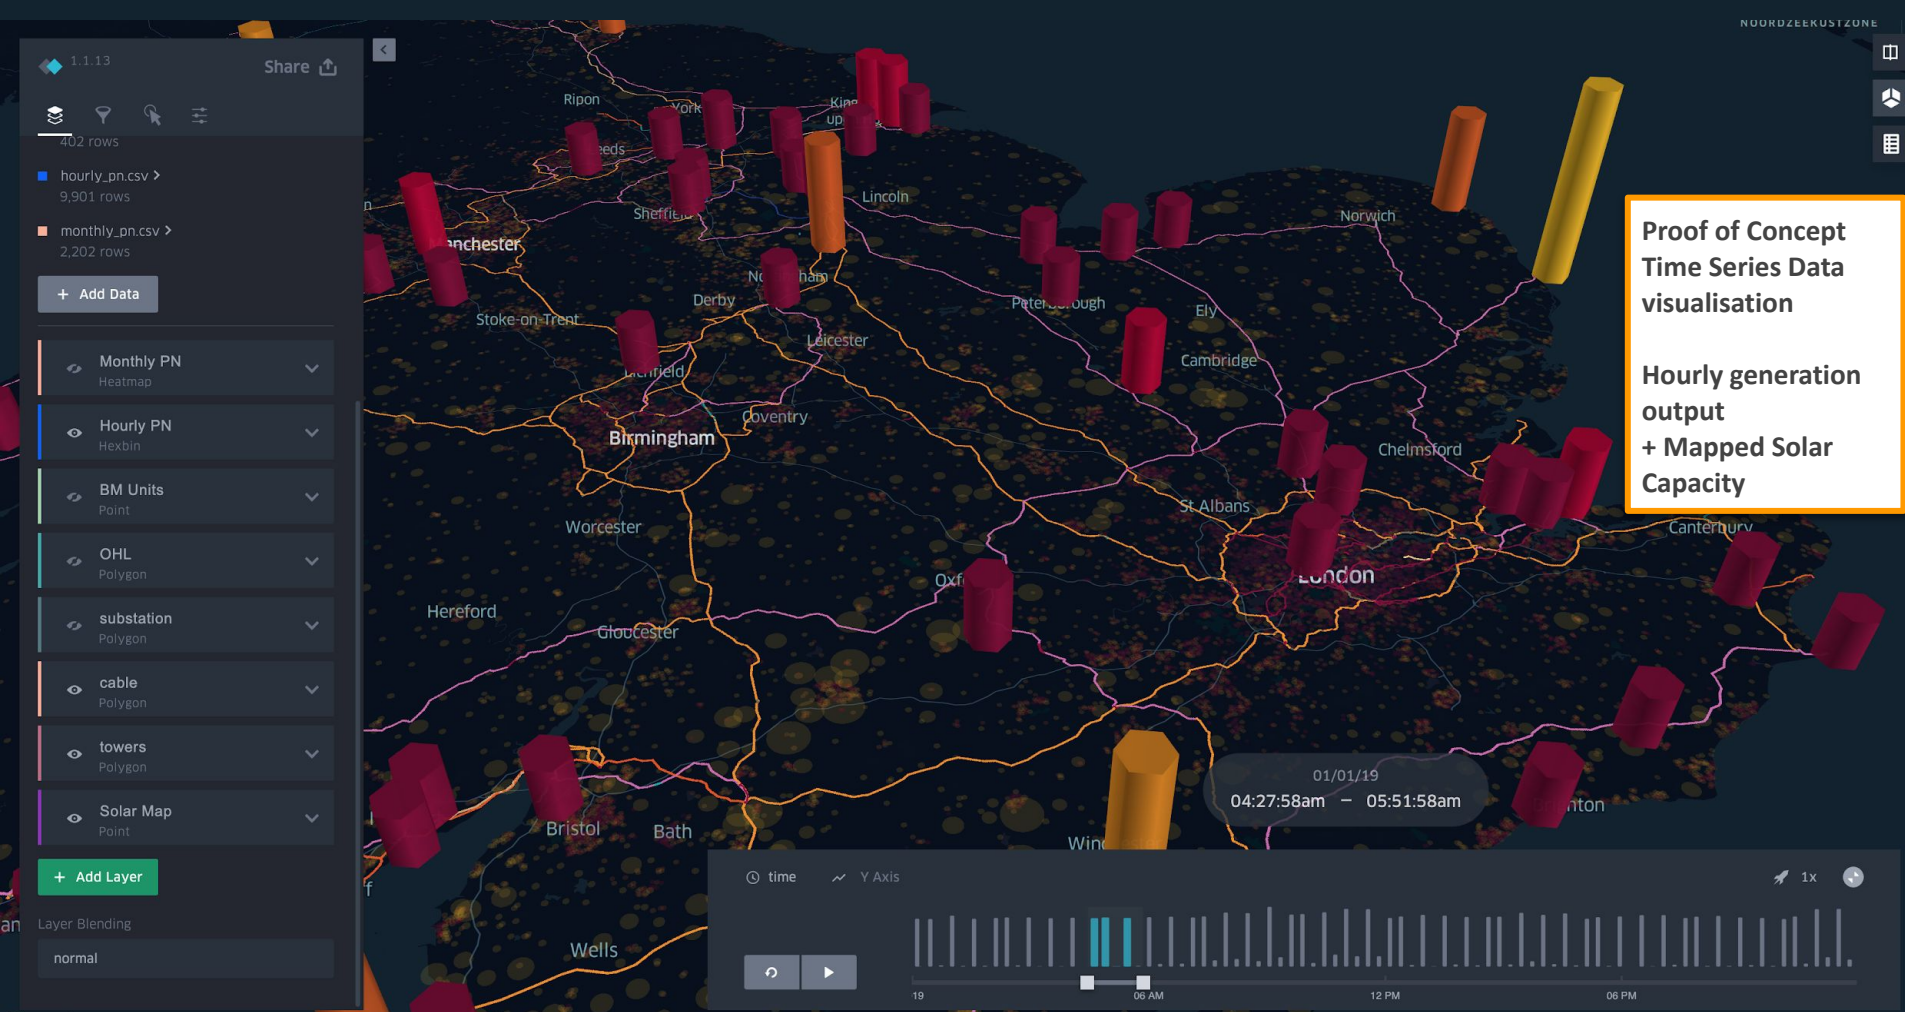 NOORDZEEKUSTZONE
1.1.13
Share
402 rows
hourly_pn.csv
9,901 rows
monthly_pn.csv
2,202 rows
+ Add Data
Monthly PN
Heatmap
Hourly PN
Hexbin
BM Units
Point
OHL
Polygon
substation
Polygon
cable
Polygon
towers
Polygon
Solar Map
Point
+ Add Layer
Layer Blending
normal
Ripon
York
Lincoln
Norwich
Derby
Stoke-on-Trent
Leicester
Ely
Cambridge
Coventry
Birmingham
Chelmsford
St Albans
Worcester
Canterbury
London
Hereford
Gloucester
Bristol
Bath
Wells
Proof of Concept
Time Series Data
visualisation
Hourly generation
output
+ Mapped Solar
Capacity
01/01/19
04:27:58am – 05:51:58am
time
Y Axis
1x
19
06 AM
12 PM
06 PM